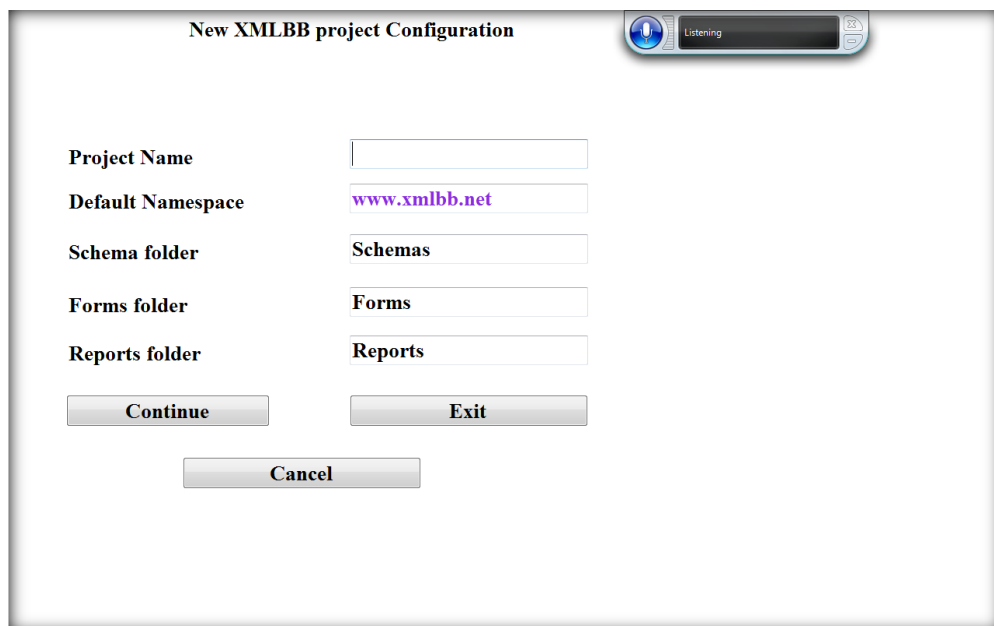 New XMLBB project Configuration
Listening
Project Name
Default Namespace www.xmlbb.net
Schema folder Schemas
Forms folder Forms
Reports folder Reports
Continue Exit
Cancel